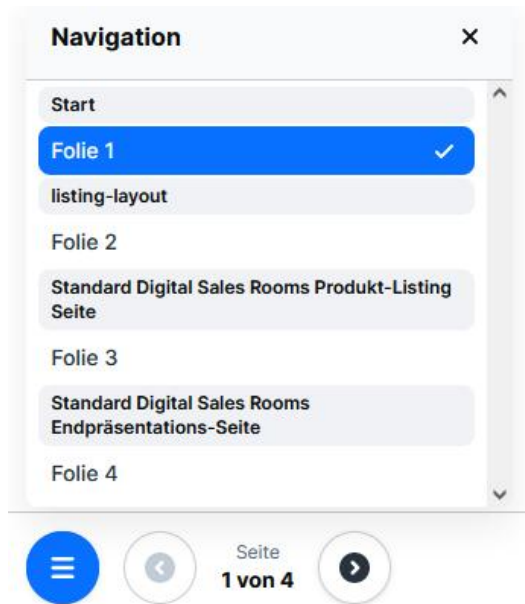 Navigation
Start
Folie 1
listing-layout
Folie 2
Standard Digital Sales Rooms Produkt-Listing
Seite
Folie 3
Standard Digital Sales Rooms
Endpräsentations-Seite
Folie 4
Seite
1 von 4